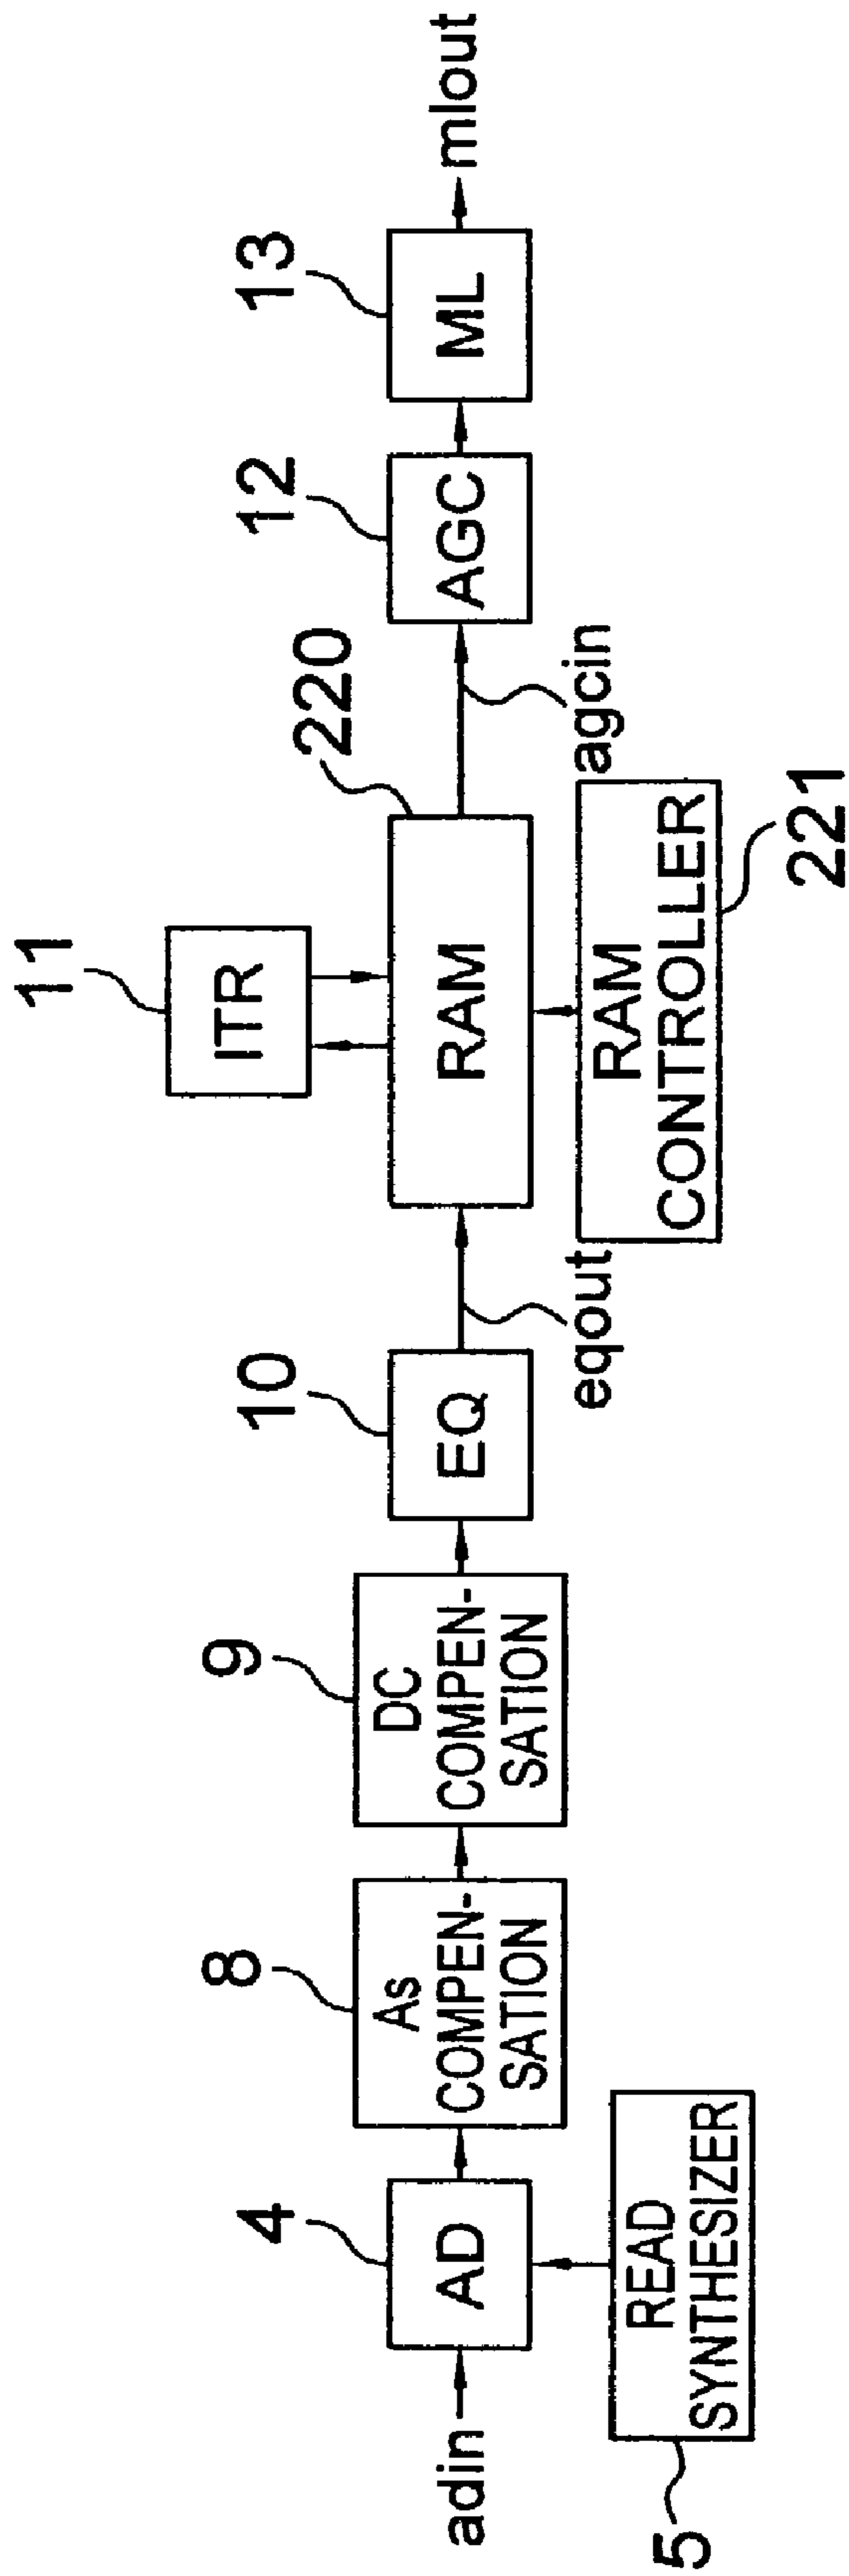 adin
4
AD
5
READ
SYNTHESIZER
8
As
COMPEN-
SATION
9
DC
COMPEN-
SATION
10
EQ
eqout
11
ITR
220
RAM
RAM
CONTROLLER
221
agcin
12
AGC
13
ML
mlout